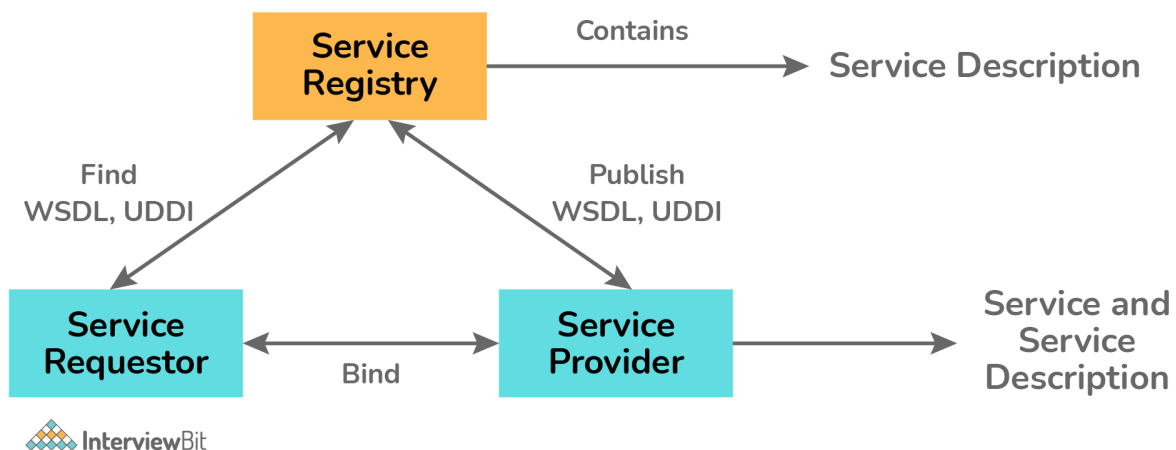 Service
Registry
Contains
Service Description
Find
WSDL, UDDI
Publish
WSDL, UDDI
Service
Requestor
Bind
Service
Provider
Service and
Service
Description
InterviewBit